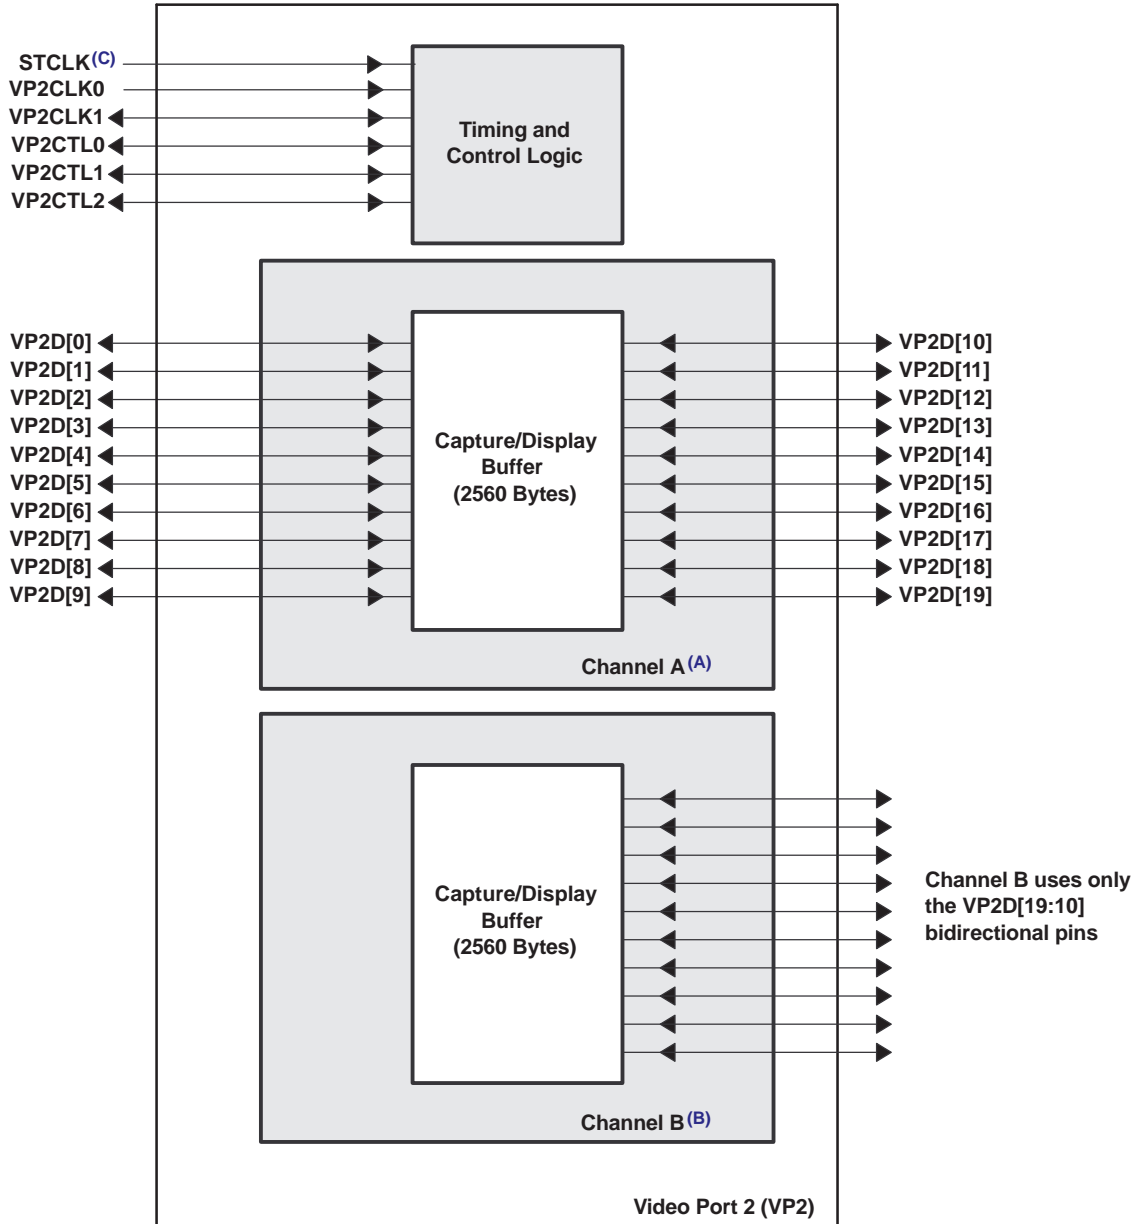 STCLK(C)
VP2CLK0
VP2CLK1
VP2CTL0
VP2CTL1
VP2CTL2
Timing and
Control Logic
VP2D[0]
VP2D[1]
VP2D[2]
VP2D[3]
VP2D[4]
VP2D[5]
VP2D[6]
VP2D[7]
VP2D[8]
VP2D[9]
Capture/Display
Buffer
(2560 Bytes)
VP2D[10]
VP2D[11]
VP2D[12]
VP2D[13]
VP2D[14]
VP2D[15]
VP2D[16]
VP2D[17]
VP2D[18]
VP2D[19]
Channel A(A)
Capture/Display
Buffer
(2560 Bytes)
Channel B uses only
the VP2D[19:10]
bidirectional pins
Channel B(B)
Video Port 2 (VP2)